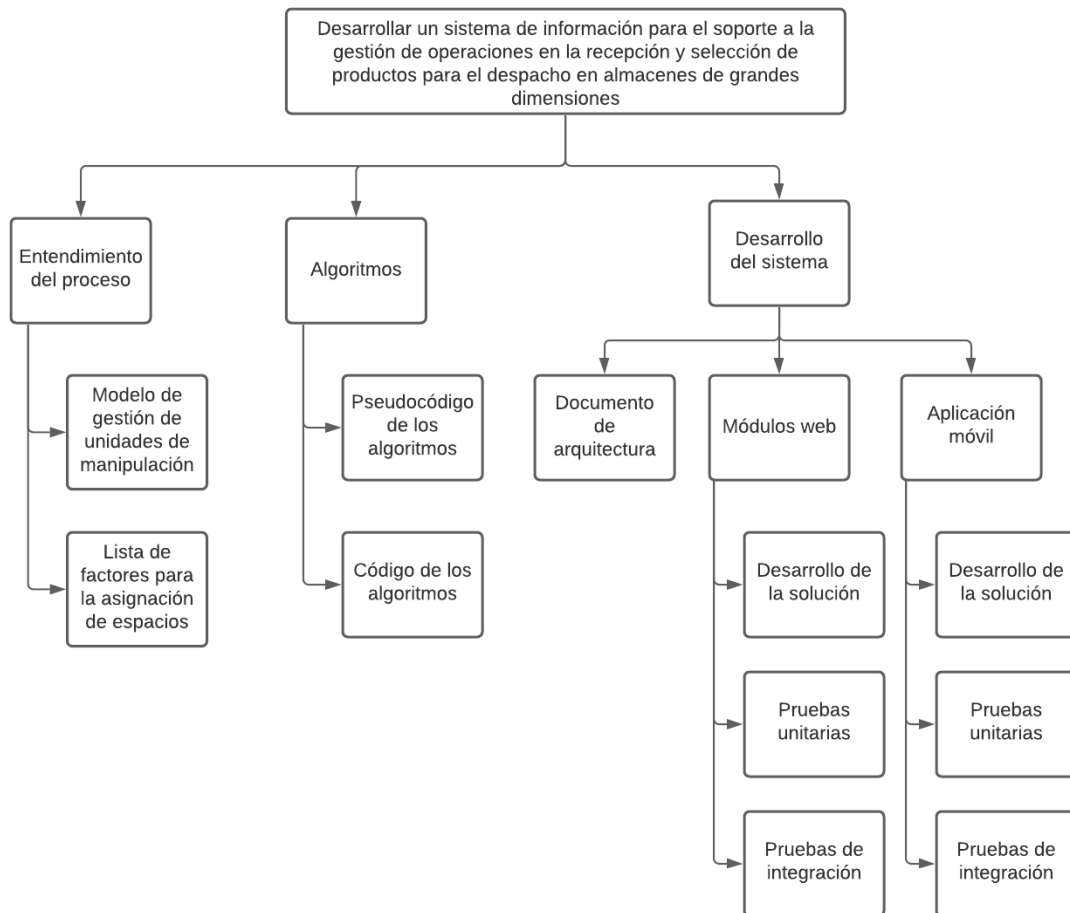 Desarrollar un sistema de información para el soporte a la
gestión de operaciones en la recepción y selección de
productos para el despacho en almacenes de grandes
dimensiones
Entendimiento
del proceso
Algoritmos
Desarrollo
del sistema
Modelo de
gestión de
unidades de
manipulación
Lista de
factores para
la asignación
de espacios
Pseudocódigo
de los
algoritmos
Código de los
algoritmos
Documento
de
arquitectura
Módulos web
Desarrollo de
la solución
Pruebas
unitarias
Pruebas de
integración
Aplicación
móvil
Desarrollo de
la solución
Pruebas
unitarias
Pruebas de
integración